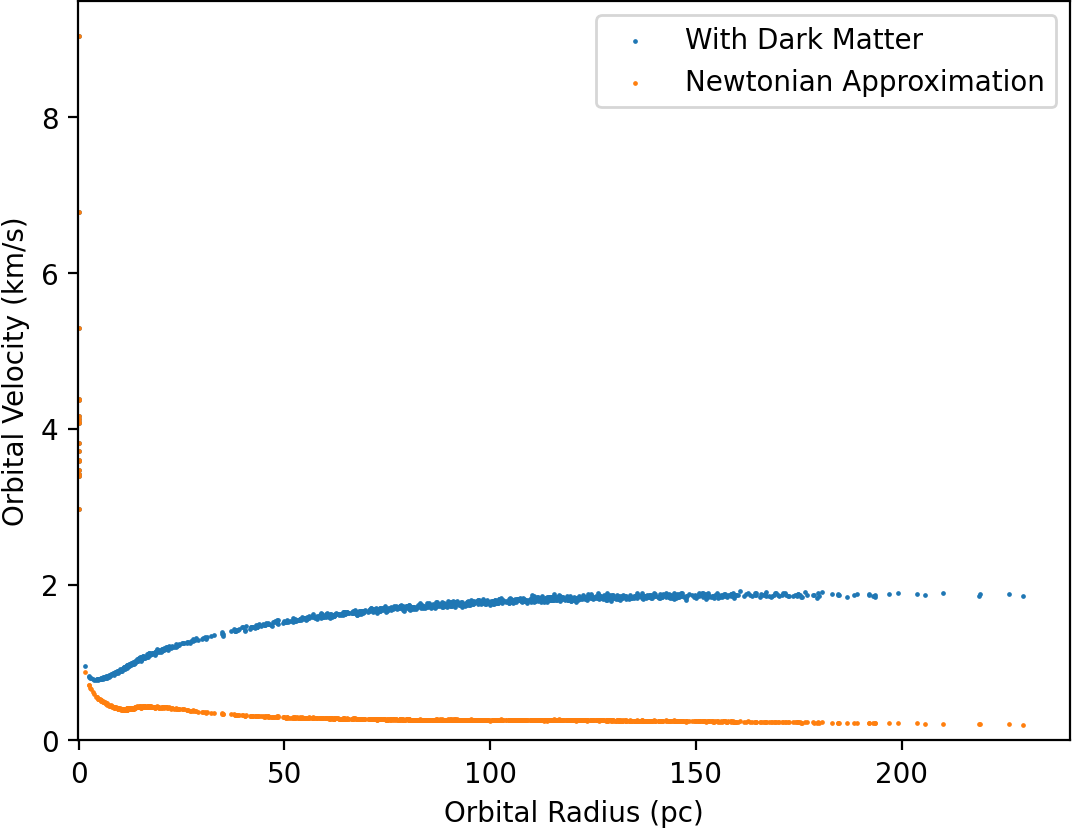 With Dark Matter
Newtonian Approximation
Orbital Velocity (km/s)
8
6
4
2
0
0 50 100 150 200
Orbital Radius (pc)